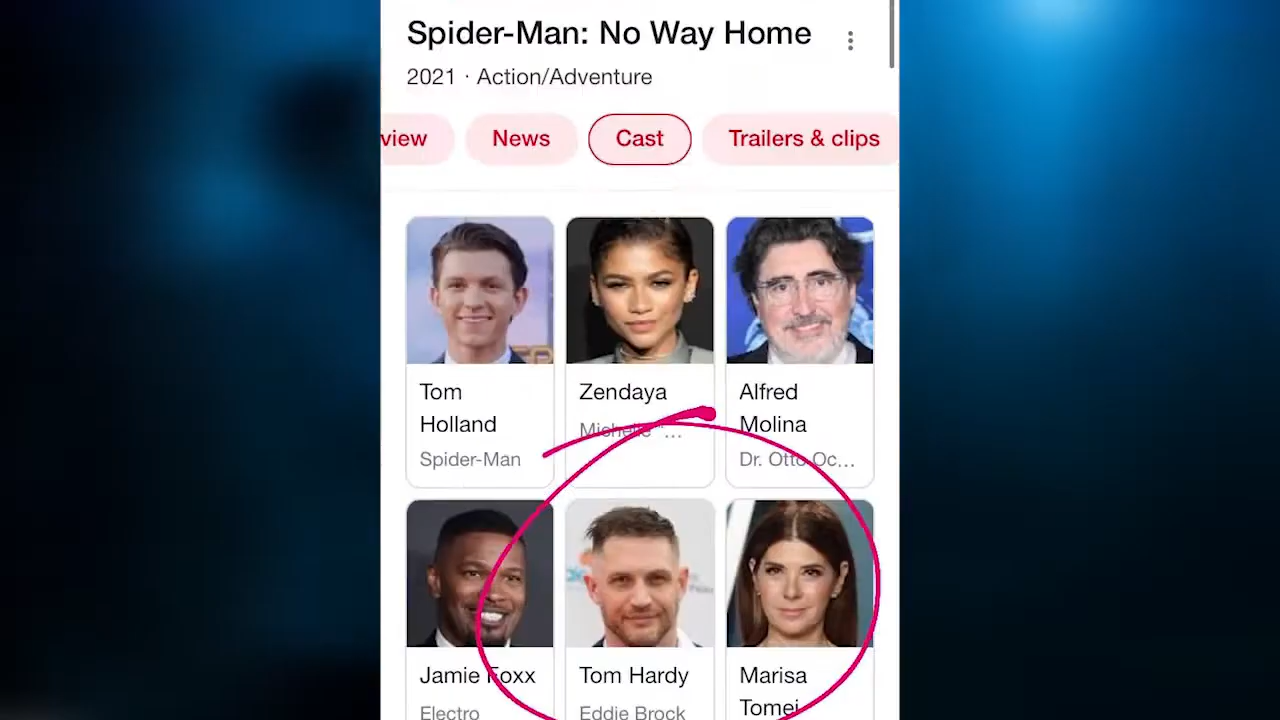 Spider-Man: No Way Home
2021 · Action/Adventure
view
News
Cast
Trailers & clips
Tom
Holland
Spider-Man
Zendaya
Michelle "...
Alfred
Molina
Dr. Otto Oc...
Jamie Foxx
Electro
Tom Hardy
Eddie Brock
Marisa
Tomei